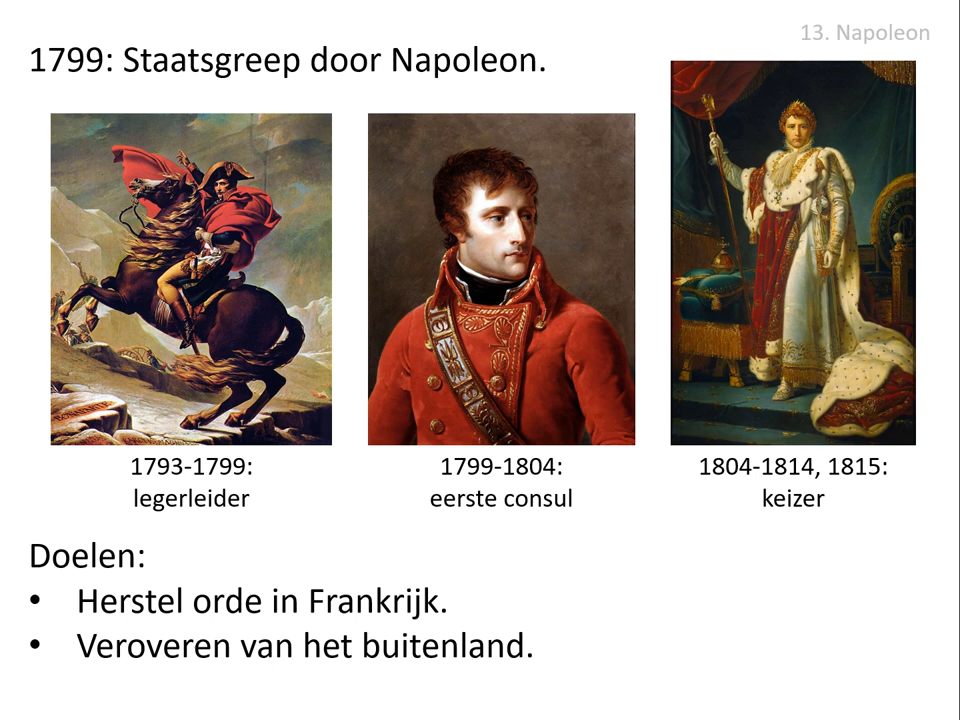 13. Napoleon
1799: Staatsgreep door Napoleon.
BONAPARTE
1793-1799:
legerleider
1799-1804:
eerste consul
1804-1814, 1815:
keizer
Doelen:
• Herstel orde in Frankrijk.
• Veroveren van het buitenland.